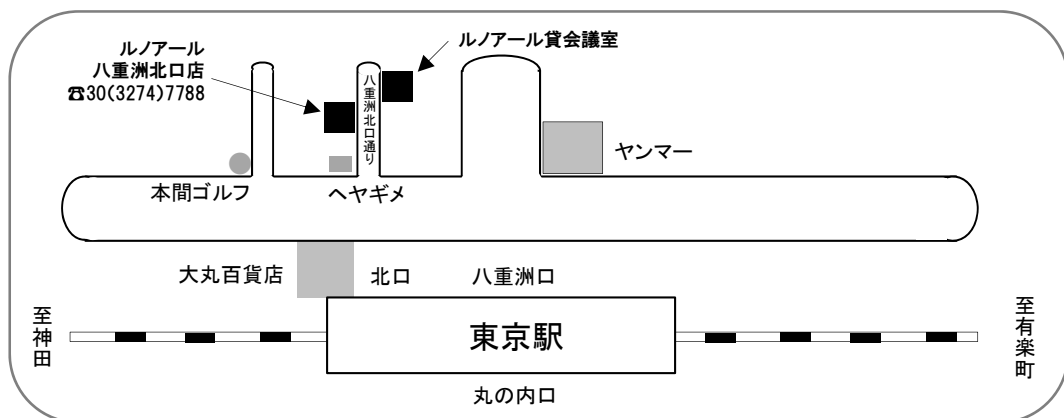 ルノアール
八重洲北口店
☎30(3274)7788
ルノアール貸会議室
八重洲北口通り
ヤンマー
本間ゴルフ
ヘヤギメ
大丸百貨店
北口
八重洲口
至神田
東京駅
至有楽町
丸の内口